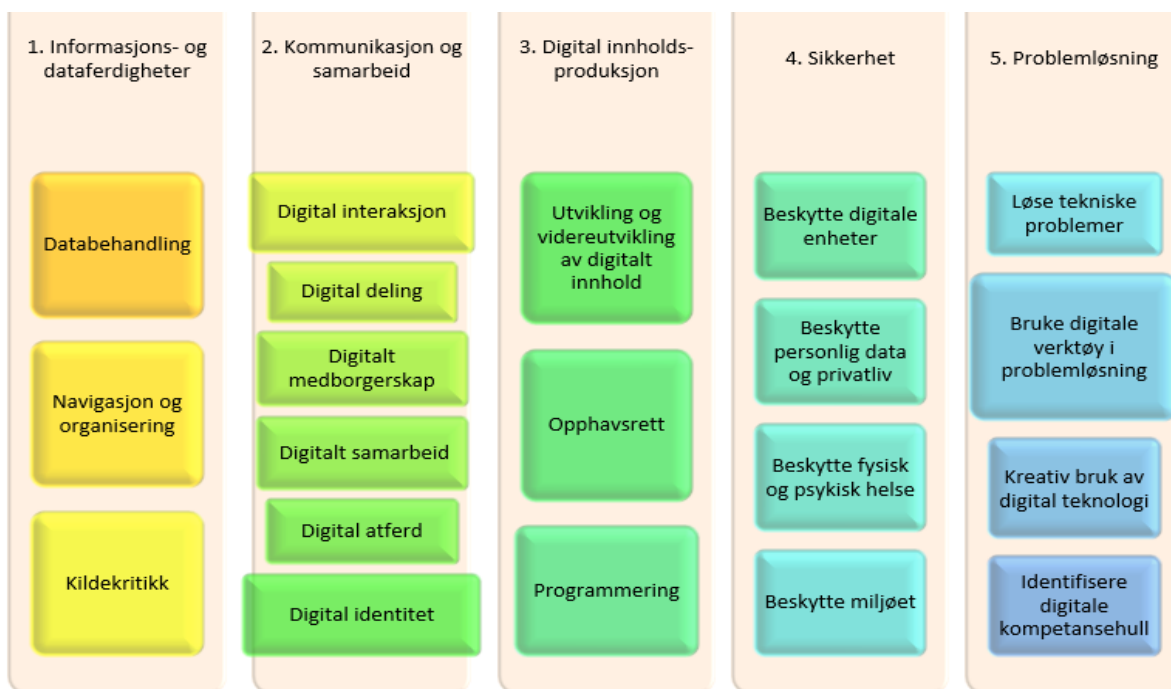 1. Informasjons- og
dataferdigheter
Databehandling
Navigasjon og
organisering
Kildekritikk
2. Kommunikasjon og
samarbeid
Digital interaksjon
Digital deling
Digitalt
medborgerskap
Digitalt samarbeid
Digital atferd
Digital identitet
3. Digital innholds-
produksjon
Utvikling og
videreutvikling
av digitalt
innhold
Opphavsrett
Programmering
4. Sikkerhet
Beskytte digitale
enheter
Beskytte
personlig data
og privatliv
Beskytte fysisk
og psykisk helse
Beskytte miljøet
5. Problemløsning
Løse tekniske
problemer
Bruke digitale
verktøy i
problemløsning
Kreativ bruk av
digital teknologi
Identifisere
digitale
kompetansehull